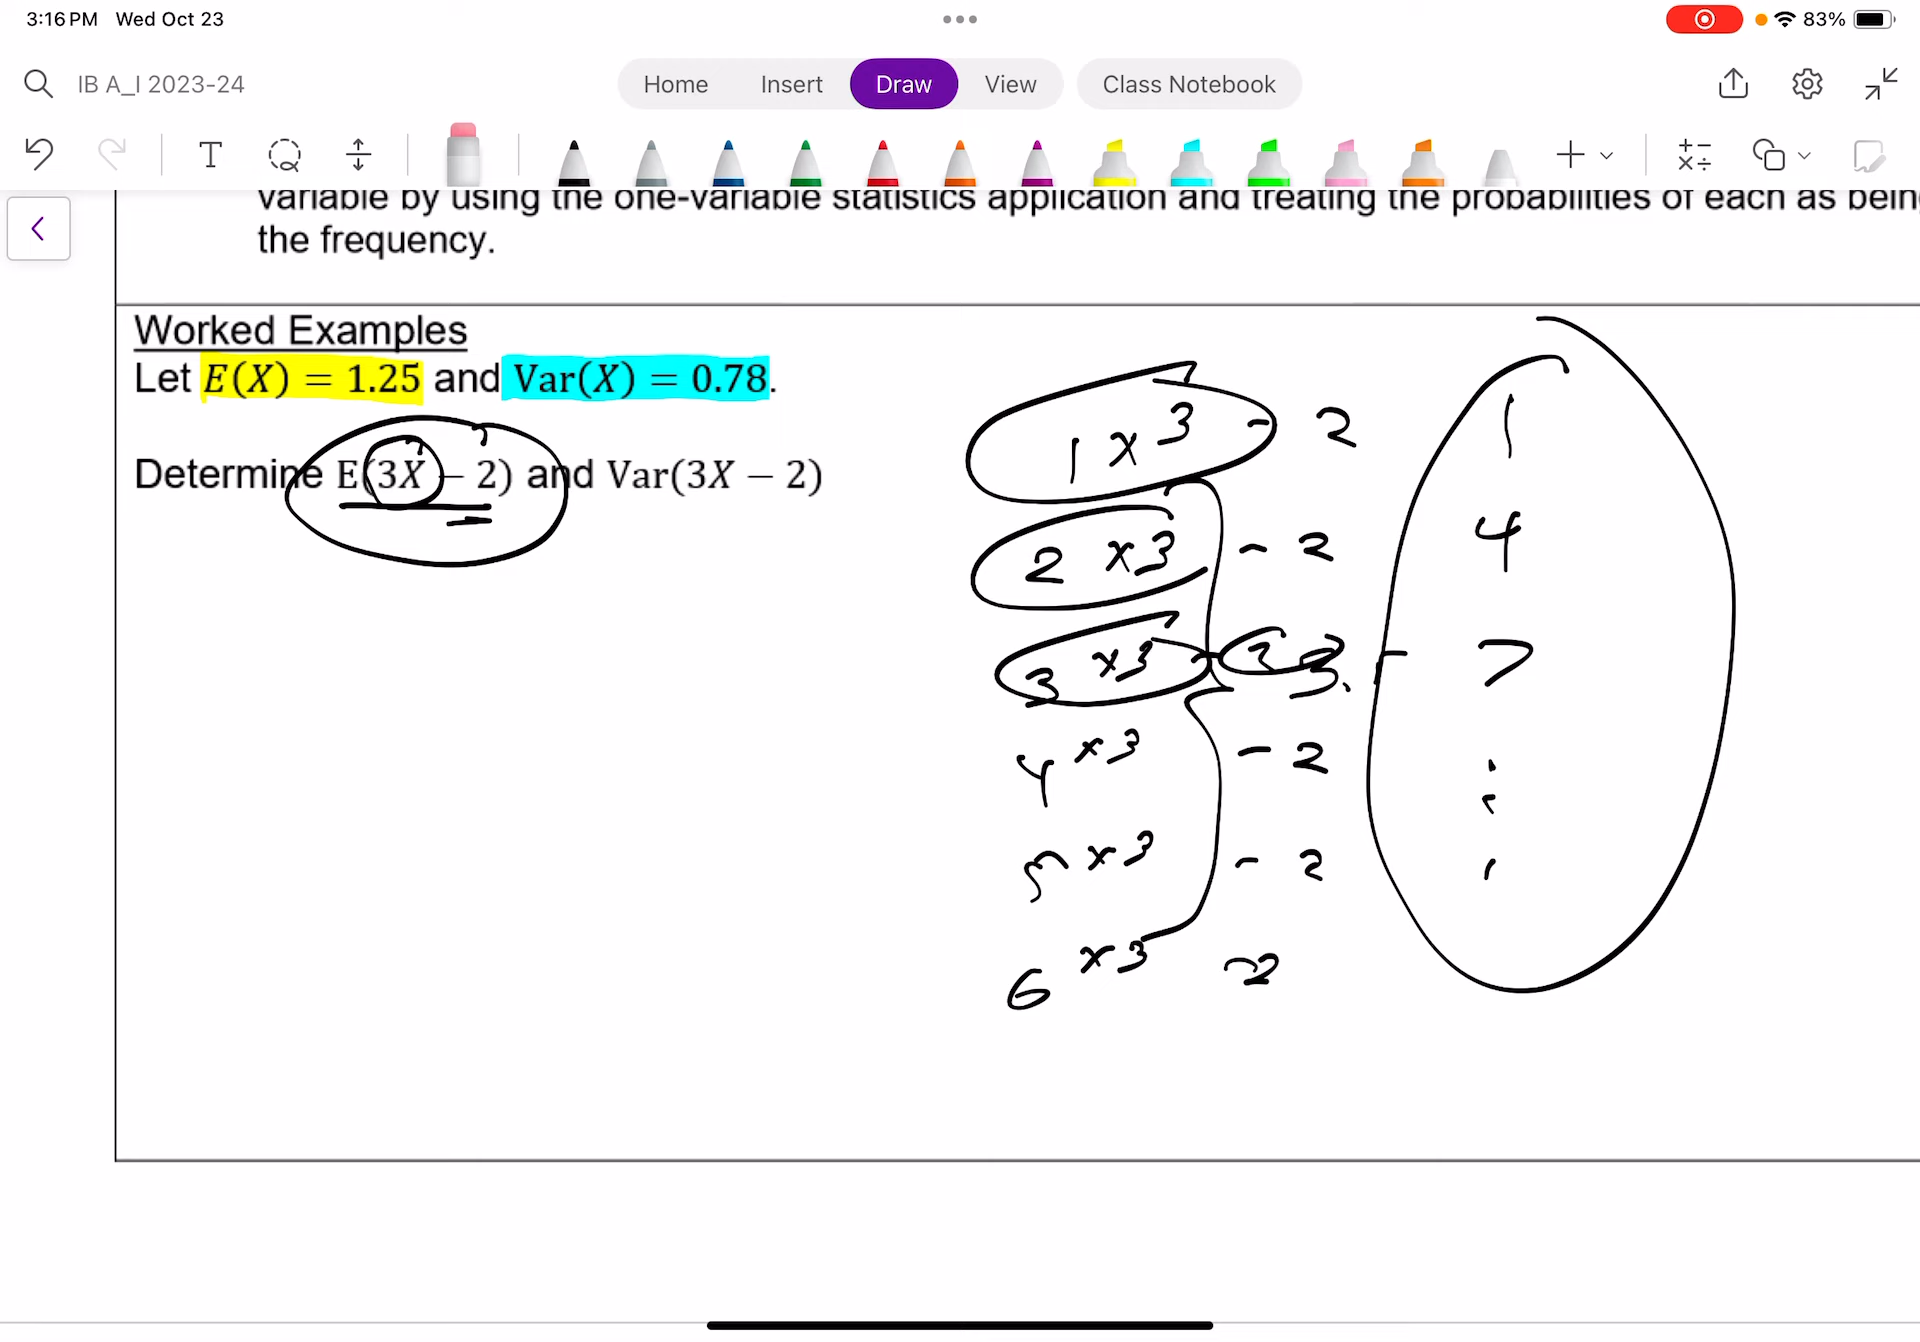 3:16 PM Wed Oct 23
83%
IB A_I 2023-24
Home Insert Draw View Class Notebook
variable by using the one-variable statistics application and treating the probabilities of each as bein
the frequency.
Worked Examples
Let E(X) = 1.25 and Var(X) = 0.78.
Determine E(3X − 2) and Var(3X − 2)
1 x 3 - 2
2 x 3 - 2
3 x 3 -
4 x 3 - 2
5 x 3 - 2
6 x 3 - 2
1
4
7